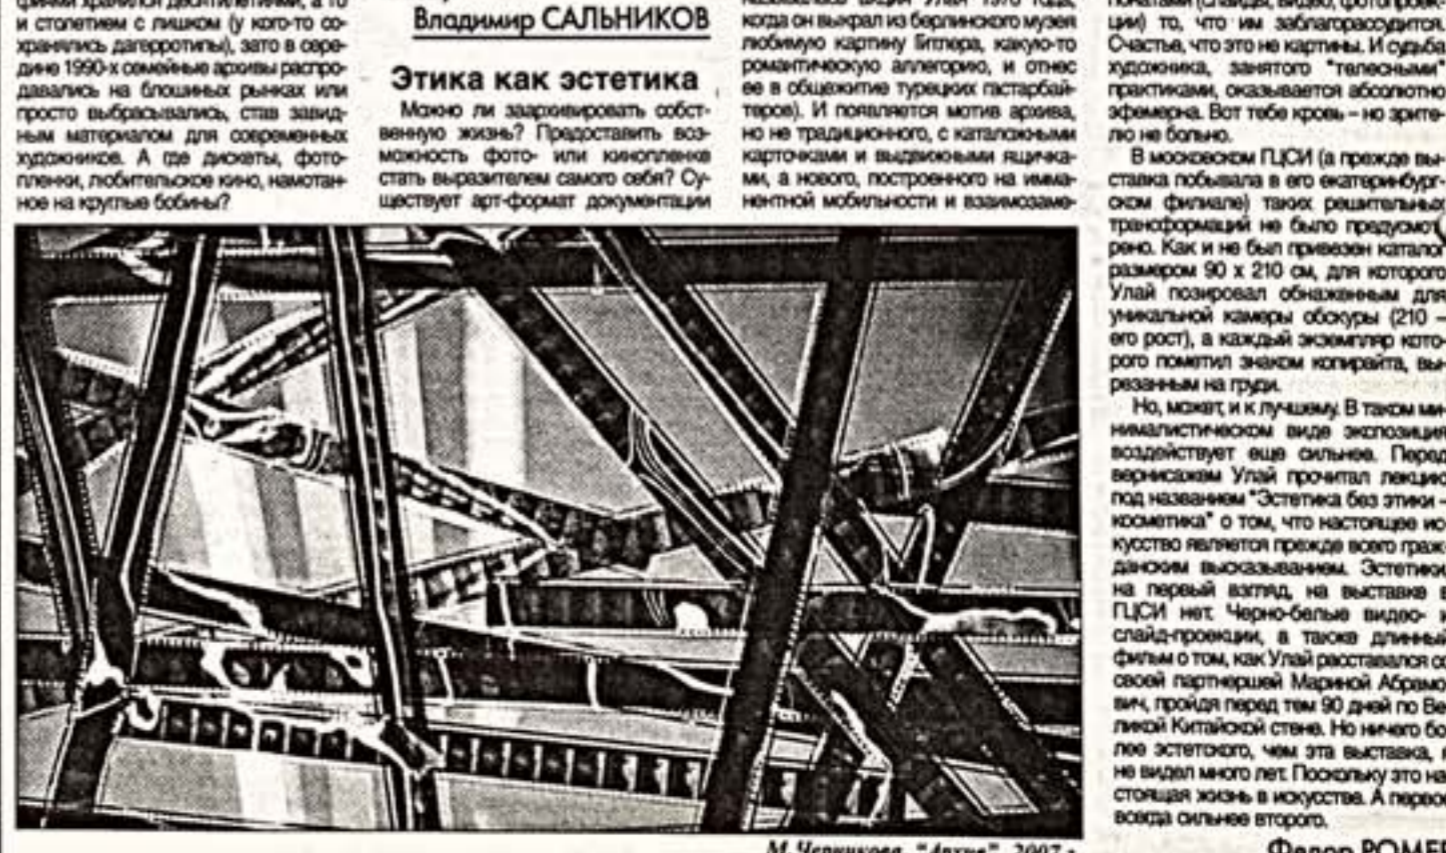 и столетием с лишком (у кого-то со-
хранялись дагерротипы), зато в сере-
дине 1990-х семейные архивы распро-
давались на блошиных рынках или
просто выбрасывались, став завид-
ным материалом для современных
художников. А где дискеты, фото-
пленки, любительское кино, намотан-
ное на круглые бобины?
Владимир САЛЬНИКОВ
Этика как эстетика
Можно ли заархивировать собст-
венную жизнь? Предоставить воз-
можность фото- или кинопленке
стать выразителем самого себя? Су-
ществует арт-формат документации
когда он выкрал из берлинского музея
любимую картину Гитлера, какую-то
романтическую аллегорию, и отнес
ее в общежитие турецких гастарбай-
теров). И появляется мотив архива,
но не традиционного, с каталожными
карточками и выдвижными ящичка-
ми, а нового, построенного на имма-
нентной мобильности и взаимозаме-
ции) то, что им заблагорассудится.
Счастье, что это не картины. И судьба
художника, занятого "телесными"
практиками, оказывается абсолютно
эфемерна. Вот тебе кровь – но зрите-
лю не больно.
В московском ГЦСИ (а прежде вы-
ставка побывала в его екатеринбург-
ском филиале) таких решительных
трансформаций не было предусмот-
рено. Как и не был привезен каталог
размером 90 х 210 см, для которого
Улай позировал обнаженным для
уникальной камеры обскуры (210 –
его рост), а каждый экземпляр кото-
рого пометил знаком копирайта, вы-
резанным на груди.
Но, может, и к лучшему. В таком ми-
нималистическом виде экспозиция
воздействует еще сильнее. Перед
вернисажем Улай прочитал лекцию
под названием "Эстетика без этики –
косметика" о том, что настоящее ис-
кусство является прежде всего граж-
данским высказыванием. Эстетики,
на первый взгляд, на выставке в
ГЦСИ нет. Черно-белые видео- и
слайд-проекции, а также длинный
фильм о том, как Улай расставался со
своей партнершей Мариной Абрамо-
вич, пройдя перед тем 90 дней по Ве-
ликой Китайской стене. Но ничего бо-
лее эстетского, чем эта выставка, я
не видел много лет. Поскольку это на-
стоящая жизнь в искусстве. А первое
всегда сильнее второго.
М.Черникова. "Архив". 2007 г.
Федор РОМЕР